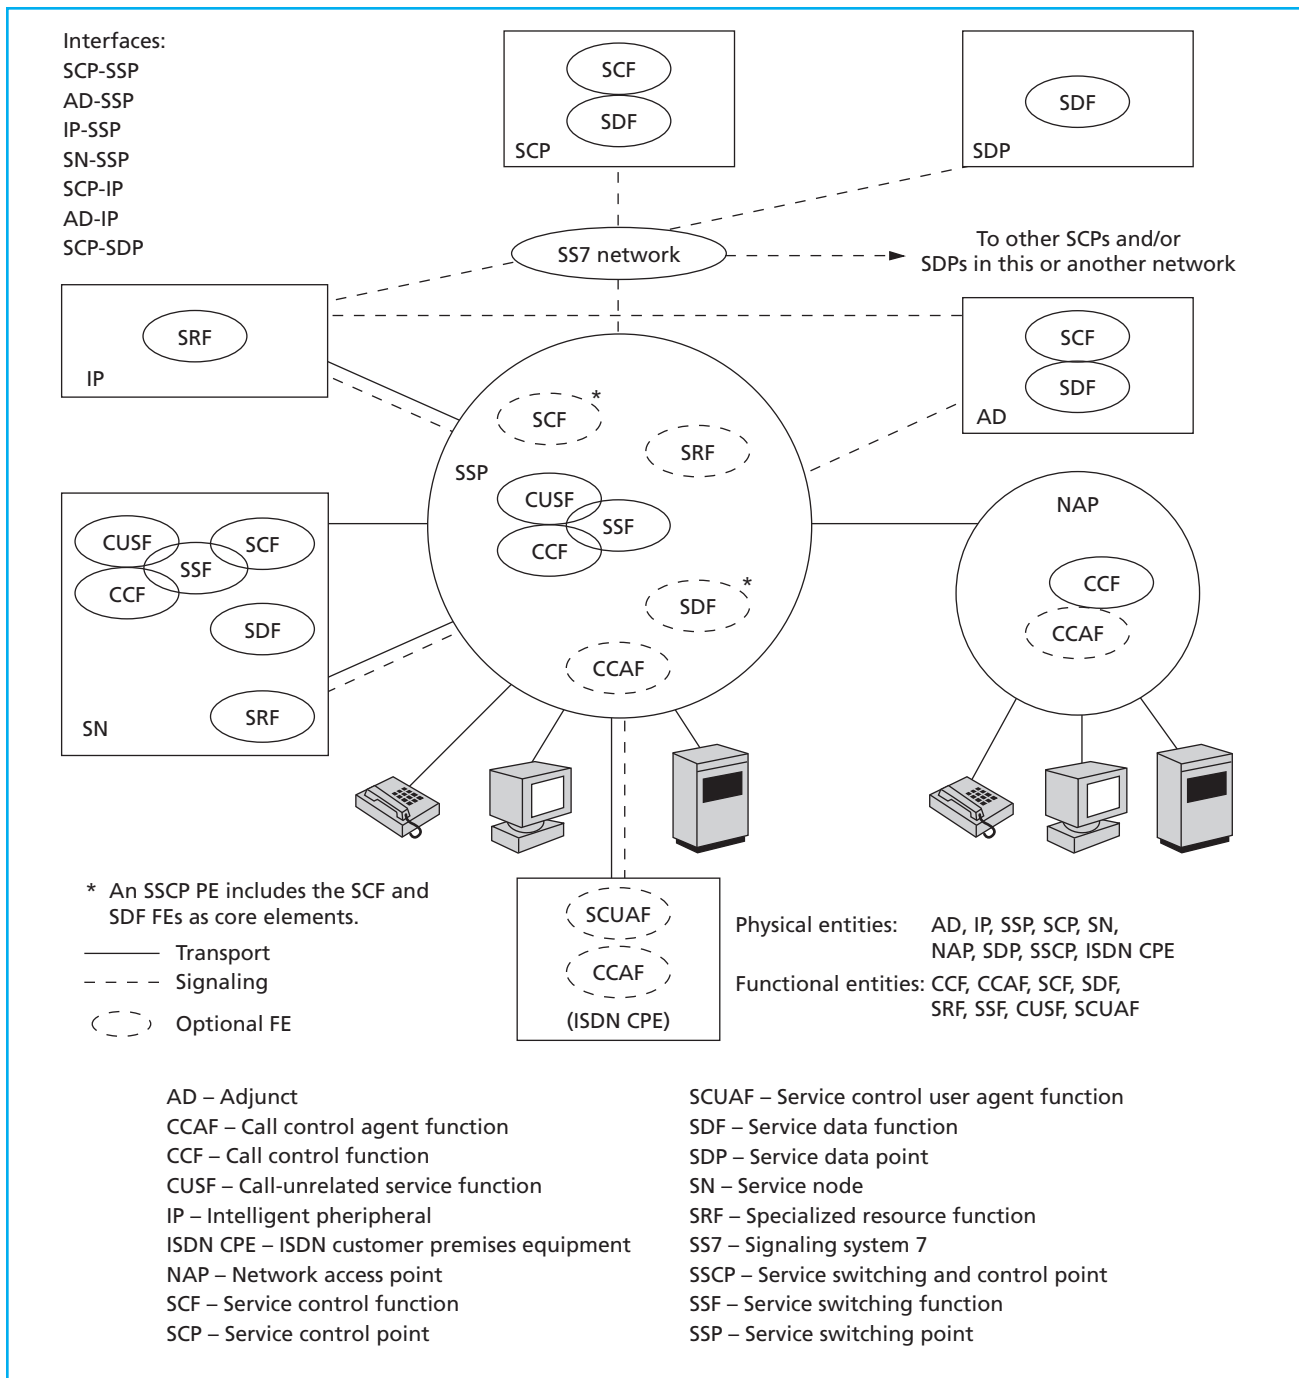 Interfaces:
SCP-SSP
AD-SSP
IP-SSP
SN-SSP
SCP-IP
AD-IP
SCP-SDP
SCF
SDF
SCP
SDF
SDP
SS7 network
To other SCPs and/or
SDPs in this or another network
SRF
IP
SCF
SDF
AD
SCF
*
SRF
SSP
CUSF
SSF
CCF
SDF
*
CCAF
CUSF
SCF
SSF
CCF
SDF
SRF
SN
NAP
CCF
CCAF
* An SSCP PE includes the SCF and
SDF FEs as core elements.
Transport
Signaling
Optional FE
SCUAF
CCAF
(ISDN CPE)
Physical entities: AD, IP, SSP, SCP, SN,
NAP, SDP, SSCP, ISDN CPE
Functional entities: CCF, CCAF, SCF, SDF,
SRF, SSF, CUSF, SCUAF
AD – Adjunct
CCAF – Call control agent function
CCF – Call control function
CUSF – Call-unrelated service function
IP – Intelligent pheripheral
ISDN CPE – ISDN customer premises equipment
NAP – Network access point
SCF – Service control function
SCP – Service control point
SCUAF – Service control user agent function
SDF – Service data function
SDP – Service data point
SN – Service node
SRF – Specialized resource function
SS7 – Signaling system 7
SSCP – Service switching and control point
SSF – Service switching function
SSP – Service switching point